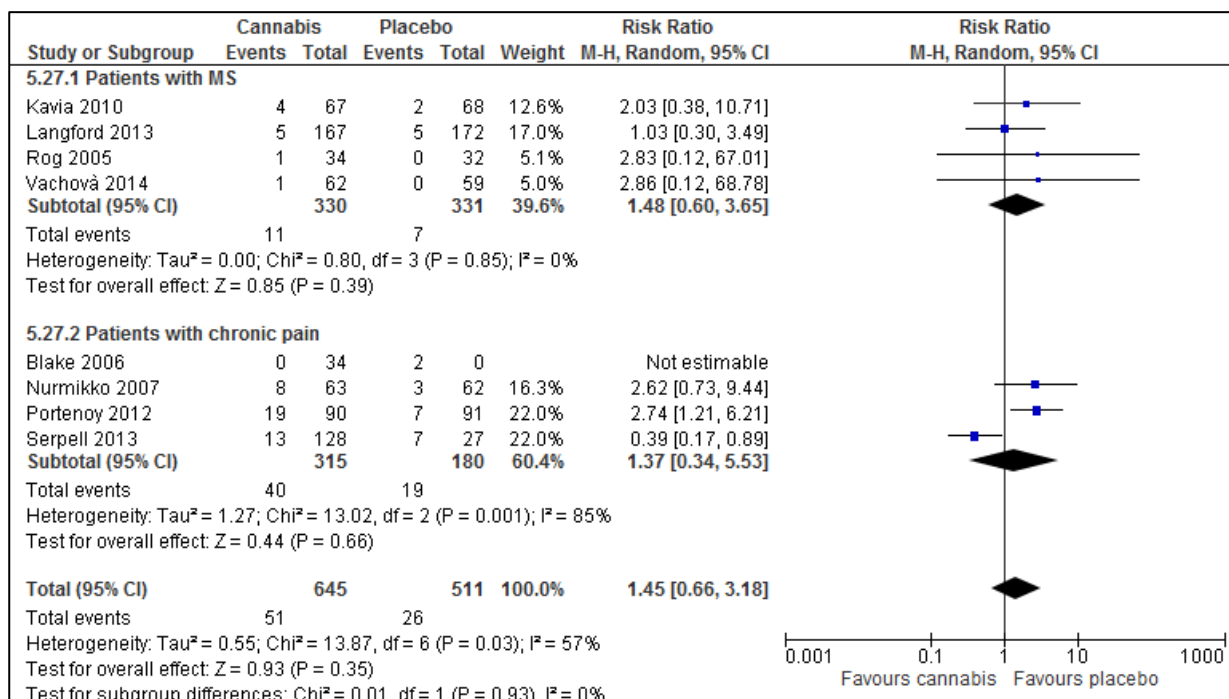 Cannabis Placebo Risk Ratio Risk Ratio
Study or Subgroup Events Total Events Total Weight M-H, Random, 95% CI M-H, Random, 95% CI
5.27.1 Patients with MS
Kavia 2010 4 67 2 68 12.6% 2.03 [0.38, 10.71]
Langford 2013 5 167 5 172 17.0% 1.03 [0.30, 3.49]
Rog 2005 1 34 0 32 5.1% 2.83 [0.12, 67.01]
Vachovà 2014 1 62 0 59 5.0% 2.86 [0.12, 68.78]
Subtotal (95% CI) 330 331 39.6% 1.48 [0.60, 3.65]
Total events 11 7
Heterogeneity: Tau² = 0.00; Chi² = 0.80, df = 3 (P = 0.85); I² = 0%
Test for overall effect: Z = 0.85 (P = 0.39)
5.27.2 Patients with chronic pain
Blake 2006 0 34 2 0 Not estimable
Nurmikko 2007 8 63 3 62 16.3% 2.62 [0.73, 9.44]
Portenoy 2012 19 90 7 91 22.0% 2.74 [1.21, 6.21]
Serpell 2013 13 128 7 27 22.0% 0.39 [0.17, 0.89]
Subtotal (95% CI) 315 180 60.4% 1.37 [0.34, 5.53]
Total events 40 19
Heterogeneity: Tau² = 1.27; Chi² = 13.02, df = 2 (P = 0.001); I² = 85%
Test for overall effect: Z = 0.44 (P = 0.66)
Total (95% CI) 645 511 100.0% 1.45 [0.66, 3.18]
Total events 51 26
Heterogeneity: Tau² = 0.55; Chi² = 13.87, df = 6 (P = 0.03); I² = 57%
Test for overall effect: Z = 0.93 (P = 0.35)
Test for subgroup differences: Chi² = 0.01, df = 1 (P = 0.93), I² = 0%
0.001 0.1 1 10 1000
Favours cannabis Favours placebo